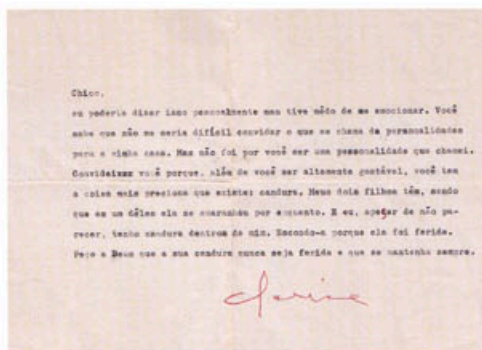 Chico,
eu poderia dizer isso pessoalmente mas tive mêdo de me emocionar. Você
sabe que não me seria difícil convidar o que se chama de personalidades
para a minha casa. Mas não foi por você ser uma personalidade que chamei.
Convideixxx você porque, além de você ser altamente gostável, você tem
a coisa mais preciosa que existe: candura. Meus dois filhos têm, sendo
que em um dêles ela se emaranhou por enquanto. E eu, apesar de não pa-
recer, tenho candura dentro de mim. Escondo-a porque ela foi ferida.
Peço a Deus que a sua candura nunca seja ferida e que se mantenha sempre.
Clarice